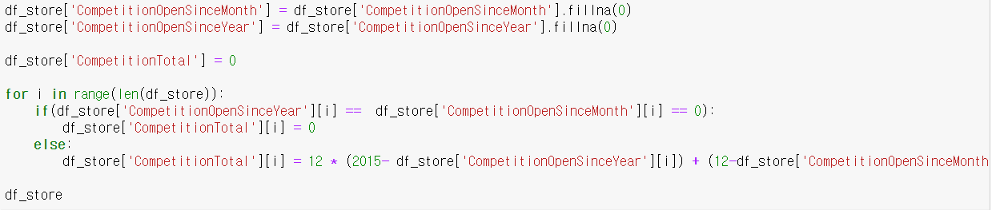 df_store['CompetitionOpenSinceMonth'] = df_store['CompetitionOpenSinceMonth'].fillna(0)
df_store['CompetitionOpenSinceYear'] = df_store['CompetitionOpenSinceYear'].fillna(0)
df_store['CompetitionTotal'] = 0
for i in range(len(df_store)):
    if(df_store['CompetitionOpenSinceYear'][i] ==  df_store['CompetitionOpenSinceMonth'][i] == 0):
        df_store['CompetitionTotal'][i] = 0
    else:
        df_store['CompetitionTotal'][i] = 12 * (2015- df_store['CompetitionOpenSinceYear'][i]) + (12-df_store['CompetitionOpenSinceMonth
df_store